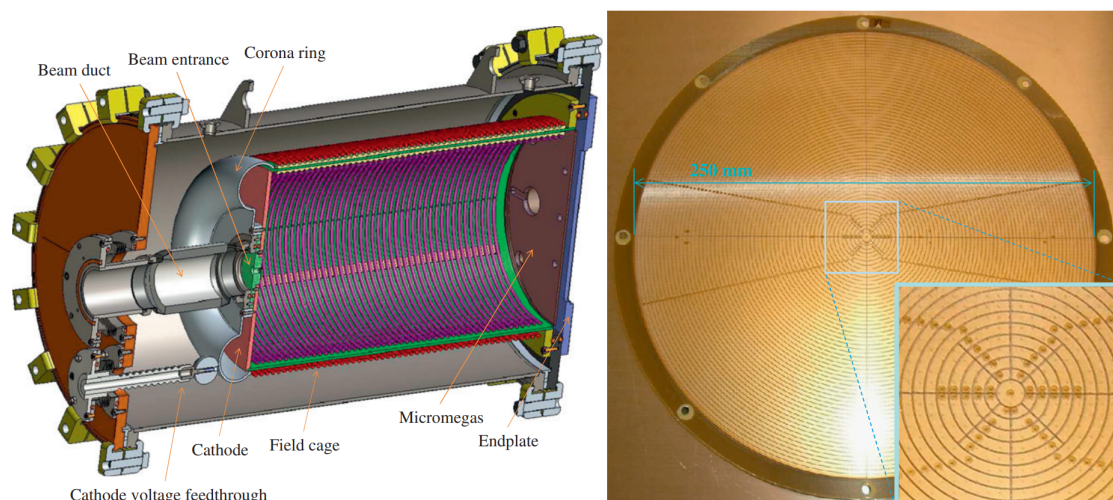 Corona ring
Beam entrance
Beam duct
250 mm
Micromegas
Endplate
Field cage
Cathode
Cathode voltage feedthrough